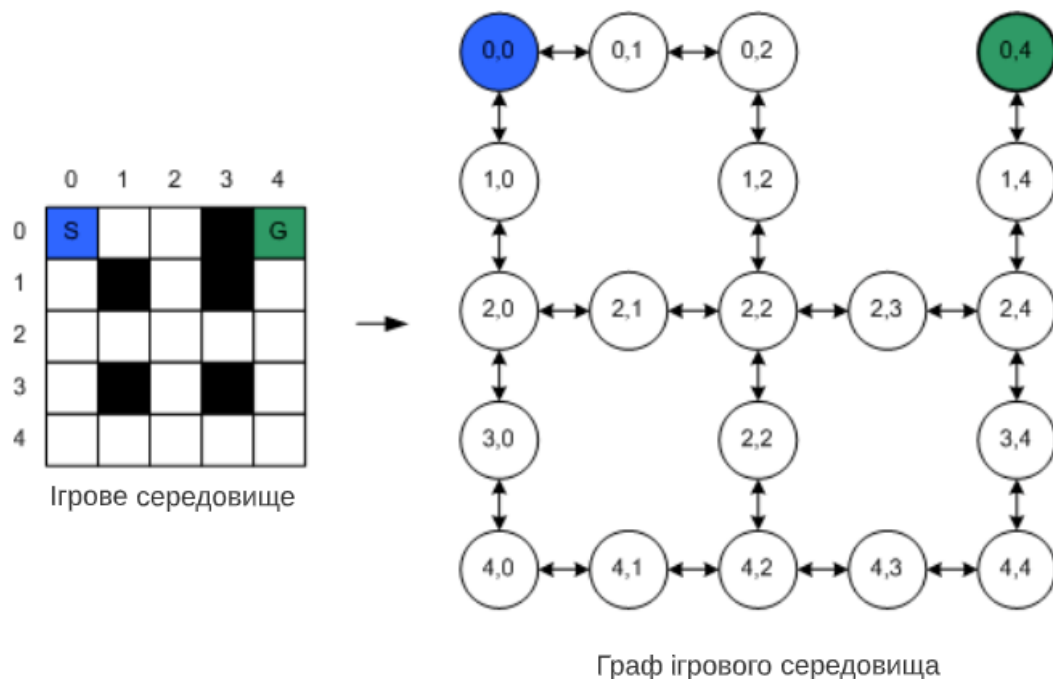 0,0 0,1 0,2 0,4
1,0 1,2 1,4
0 1 2 3 4
0 S G
1
2
3
4
2,0 2,1 2,2 2,3 2,4
3,0 2,2 3,4
4,0 4,1 4,2 4,3 4,4
Ігрове середовище
Граф ігрового середовища